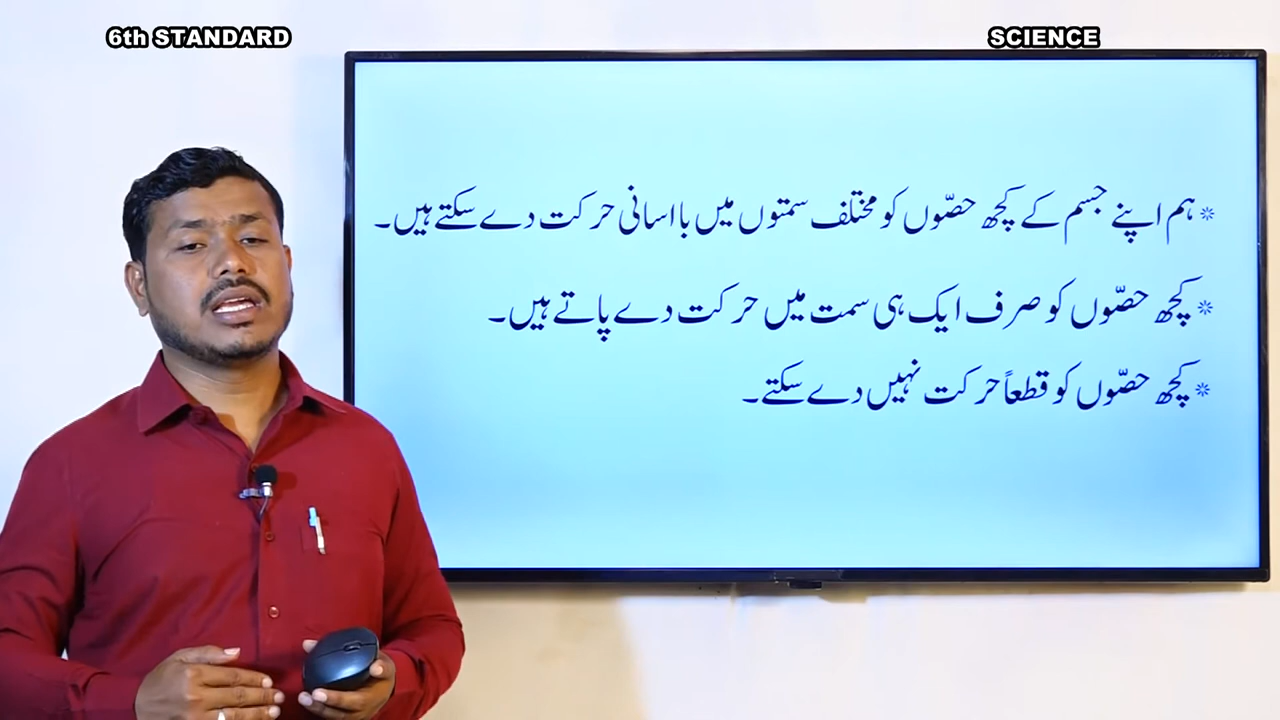 6th STANDARD
SCIENCE
* ہم اپنے جسم کے کچھ حصّوں کو مختلف سمتوں میں بااسانی حرکت دے سکتے ہیں۔
* کچھ حصّوں کو صرف ایک ہی سمت میں حرکت دے پاتے ہیں۔
* کچھ حصّوں کو قطعاً حرکت نہیں دے سکتے۔